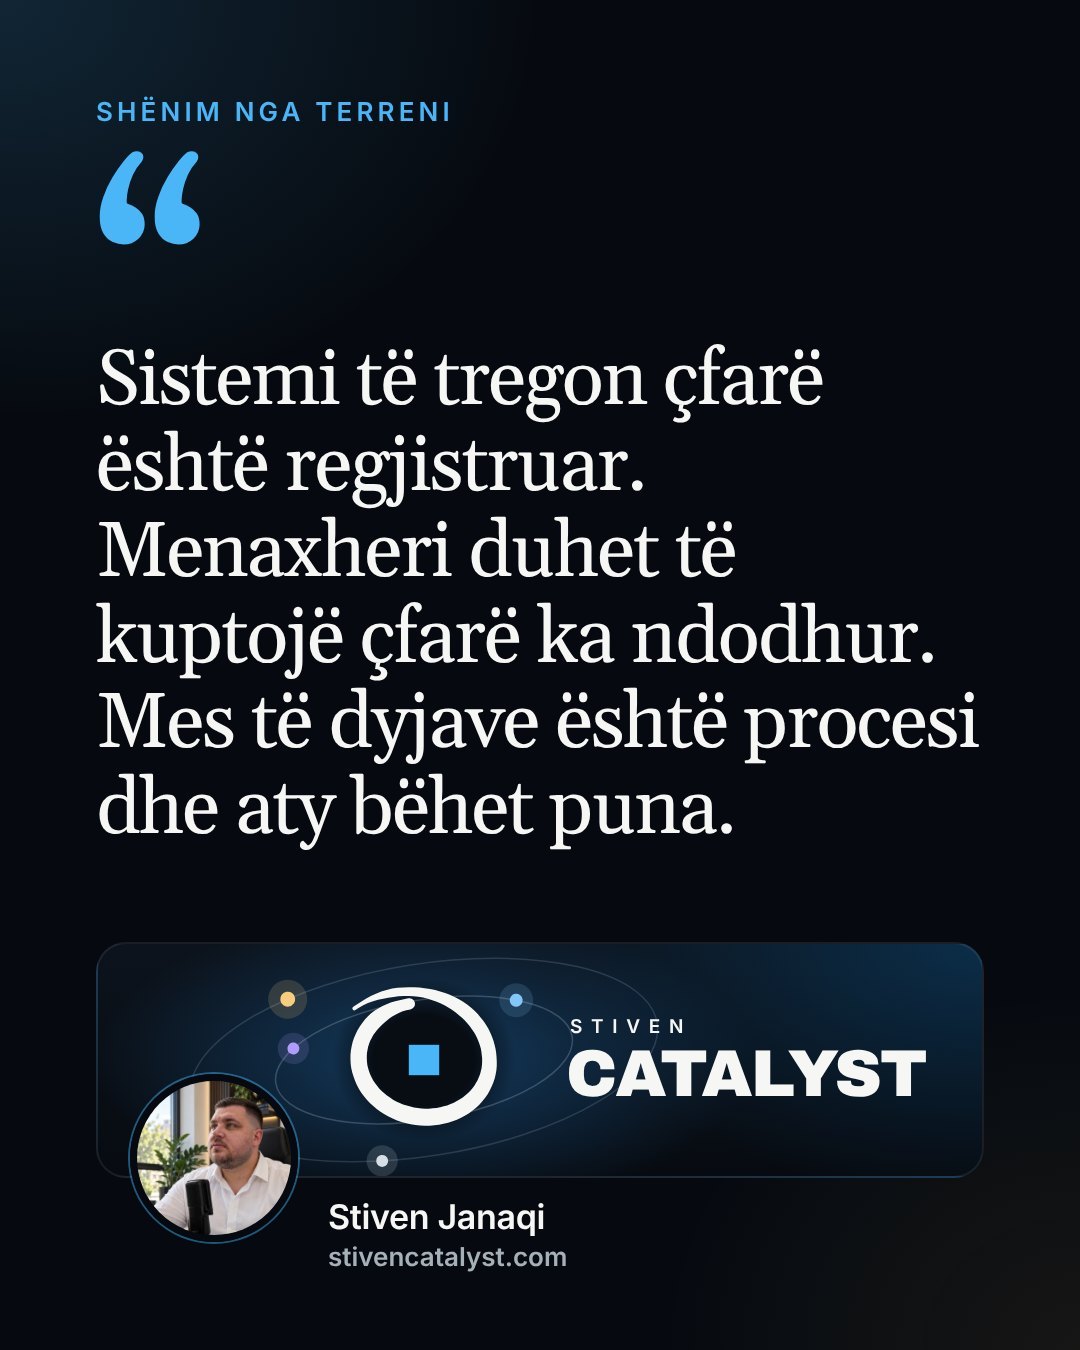 SHËNIM NGA TERRENI
“
Sistemi të tregon çfarë
është regjistruar.
Menaxheri duhet të
kuptojë çfarë ka ndodhur.
Mes të dyjave është procesi
dhe aty bëhet puna.
STIVEN
CATALYST
Stiven Janaqi
stivencatalyst.com